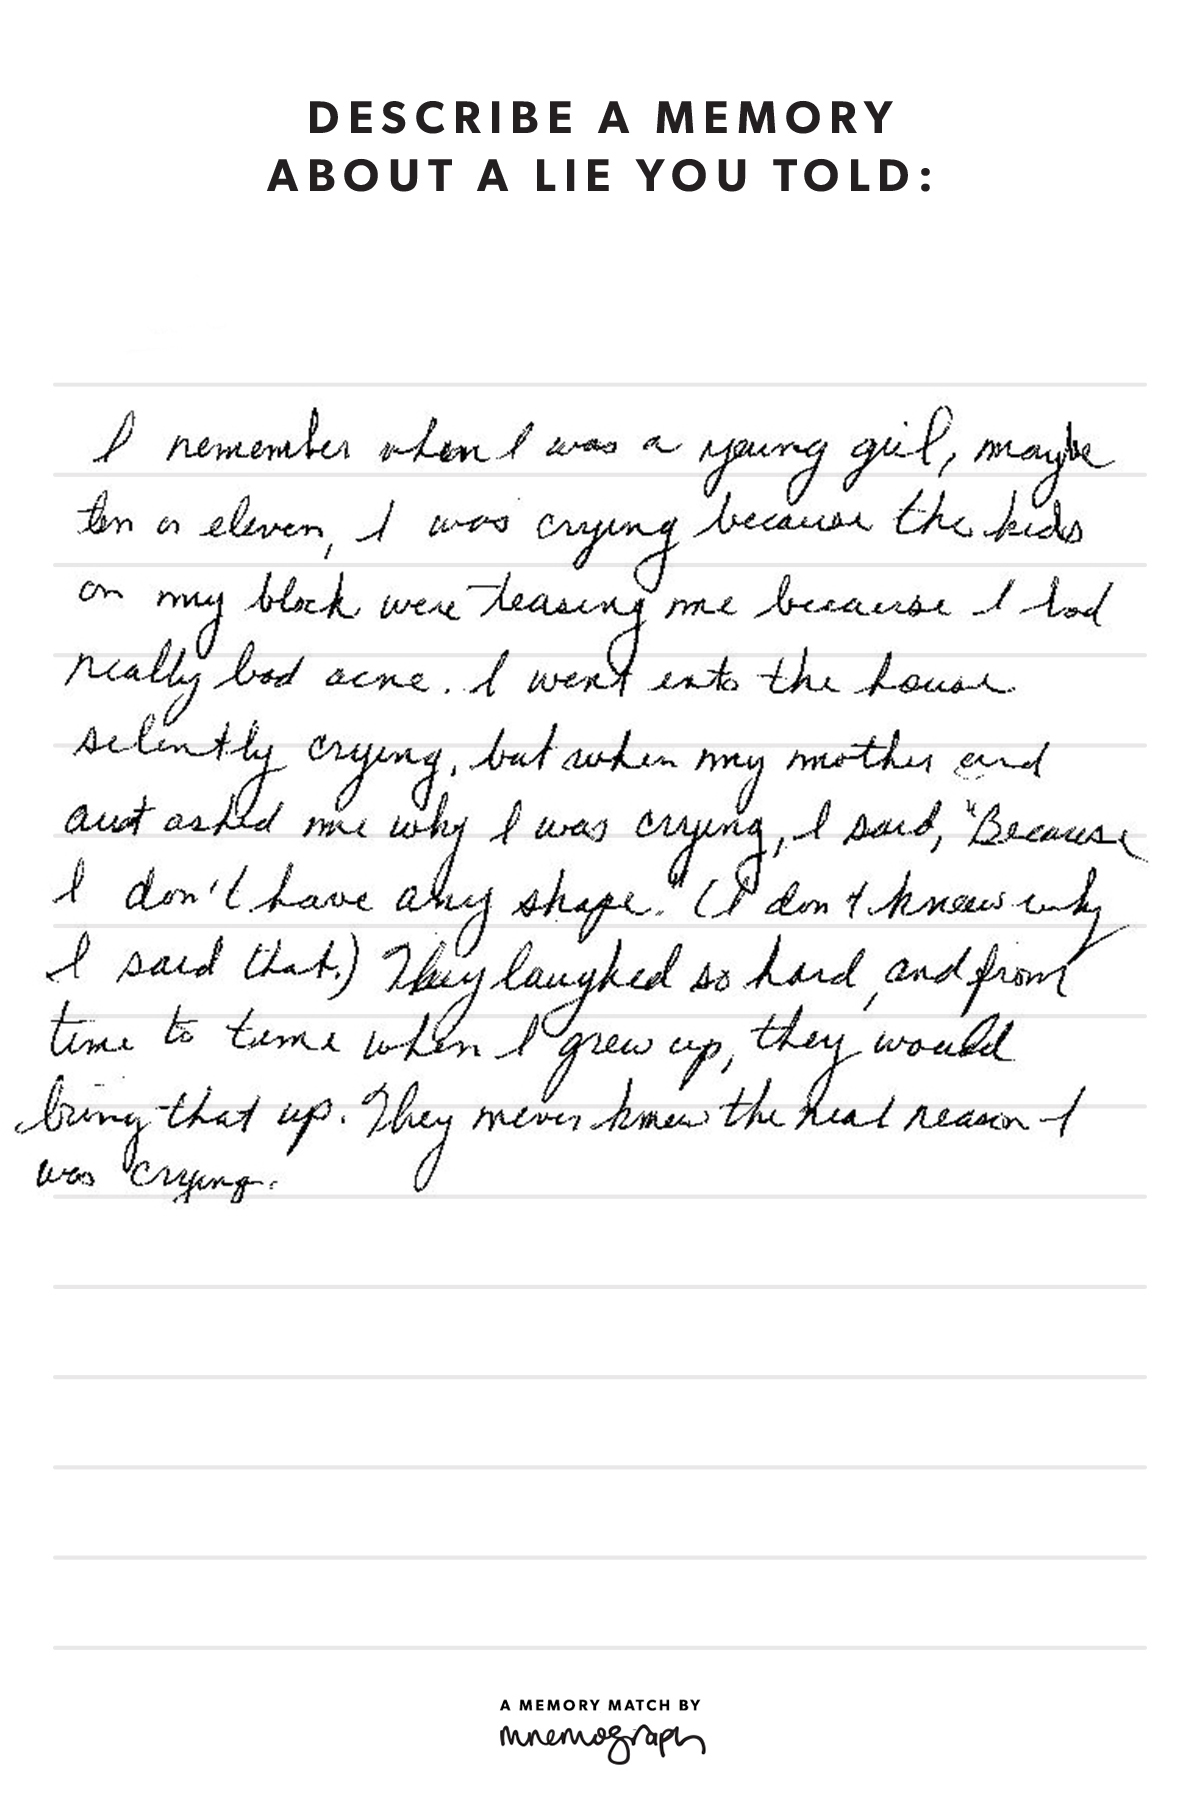 DESCRIBE A MEMORY
ABOUT A LIE YOU TOLD:
I remember when I was a young girl, maybe
ten or eleven, I was crying because the kids
on my block were teasing me because I had
really bad acne. I went into the house
silently crying, but when my mother and
aunt asked me why I was crying, I said, "Because
I don't have any shape." (I don't know why
I said that.) They laughed so hard, and from
time to time when I grew up, they would
bring that up. They never knew the real reason I
was crying.
A MEMORY MATCH BY
mnemograph